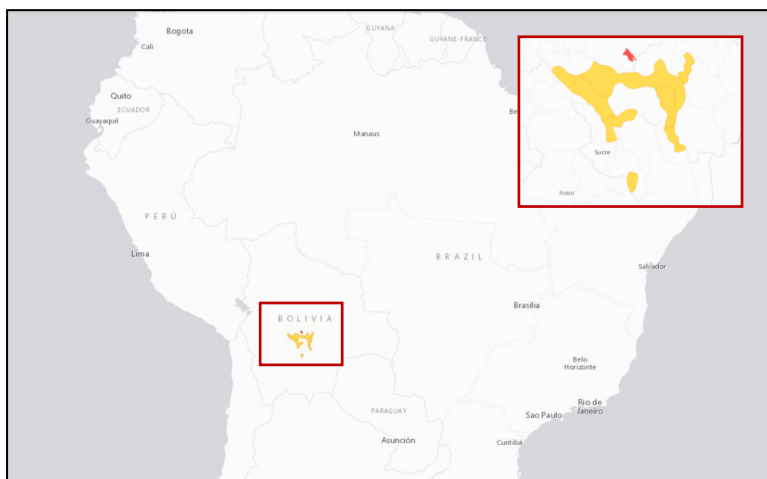 Bogota
Cali
GUYANA
GUYANE-FRANCE
Quito
ECUADOR
Guayaquil
Be
Manaus
PERÚ
Lima
BRAZIL
Salvador
BOLIVIA
Brasilia
Belo
Horizonte
PARAGUAY
Rio de
Janeiro
Sao Paulo
Asunción
Curitiba
Sucre
Potosí